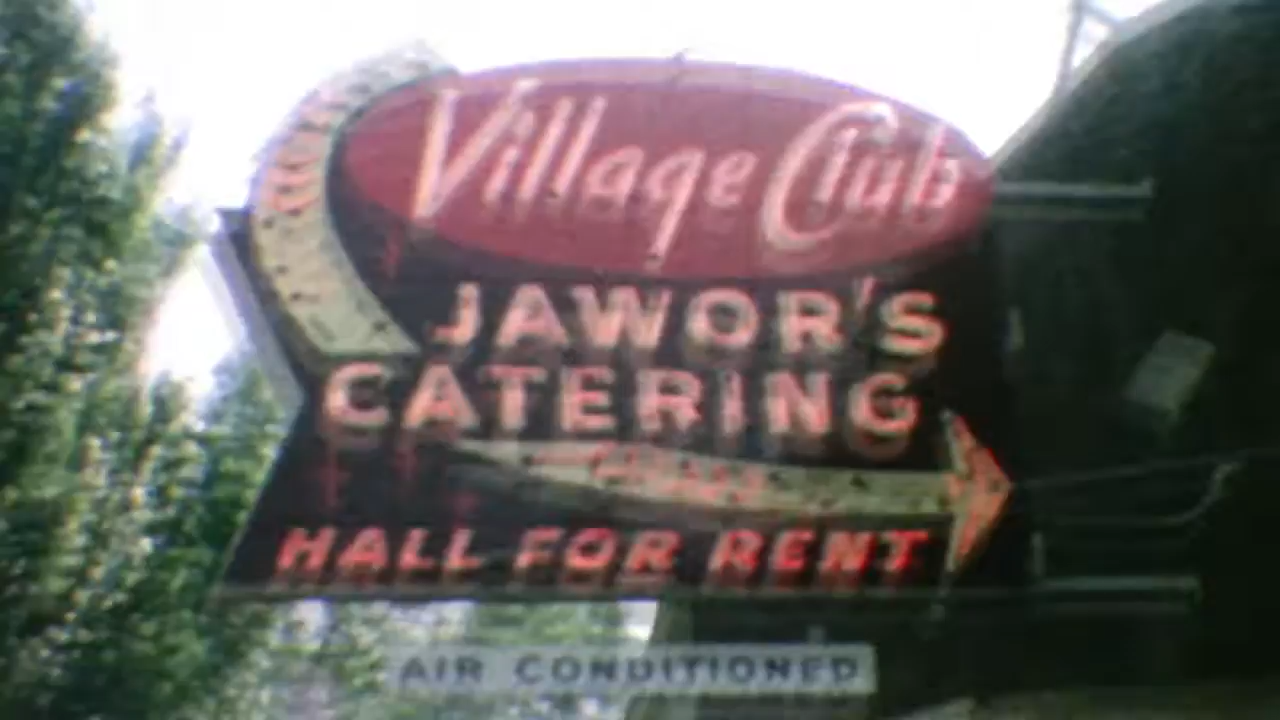 Village Club
JAWOR'S
CATERING
HALL FOR RENT
AIR CONDITIONED